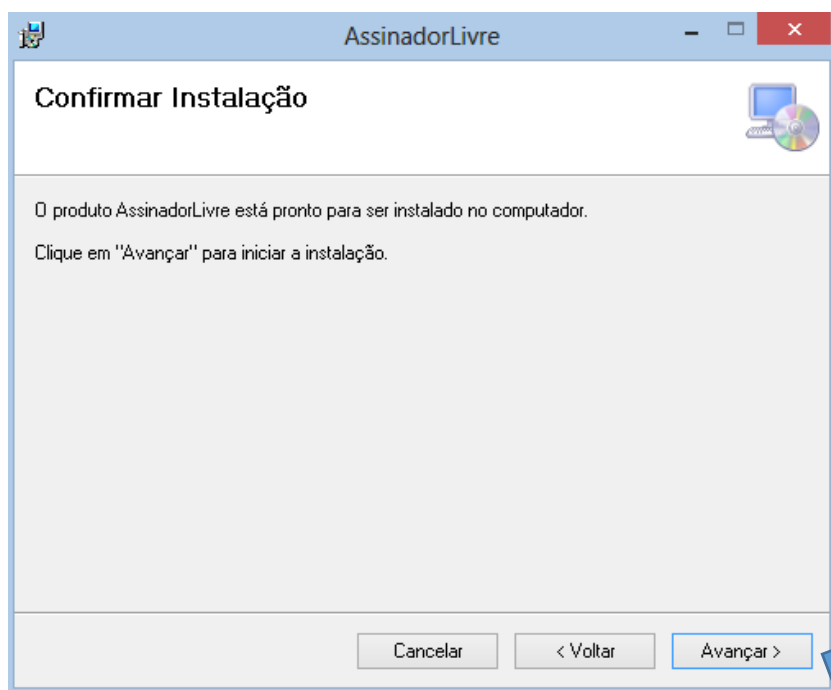 AssinadorLivre
Confirmar Instalação
O produto AssinadorLivre está pronto para ser instalado no computador.
Clique em "Avançar" para iniciar a instalação.
Cancelar
< Voltar
Avançar >